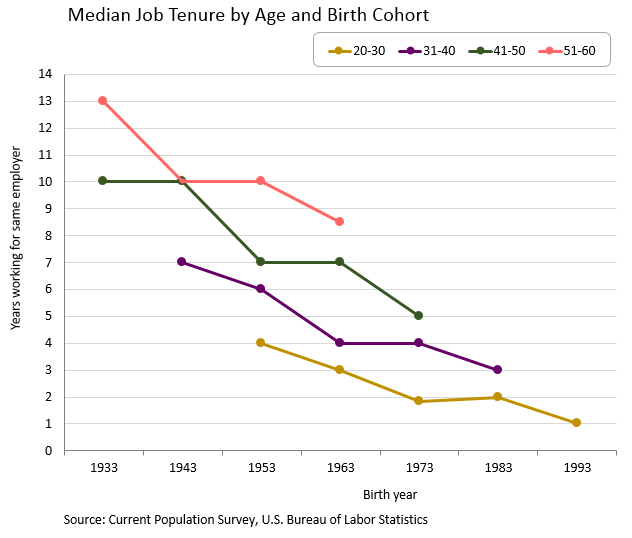 Median Job Tenure by Age and Birth Cohort
20-30 31-40 41-50 51-60
14
13
12
11
10
9
8
7
6
5
4
3
2
1
0
Years working for same employer
1933 1943 1953 1963 1973 1983 1993
Birth year
Source: Current Population Survey, U.S. Bureau of Labor Statistics